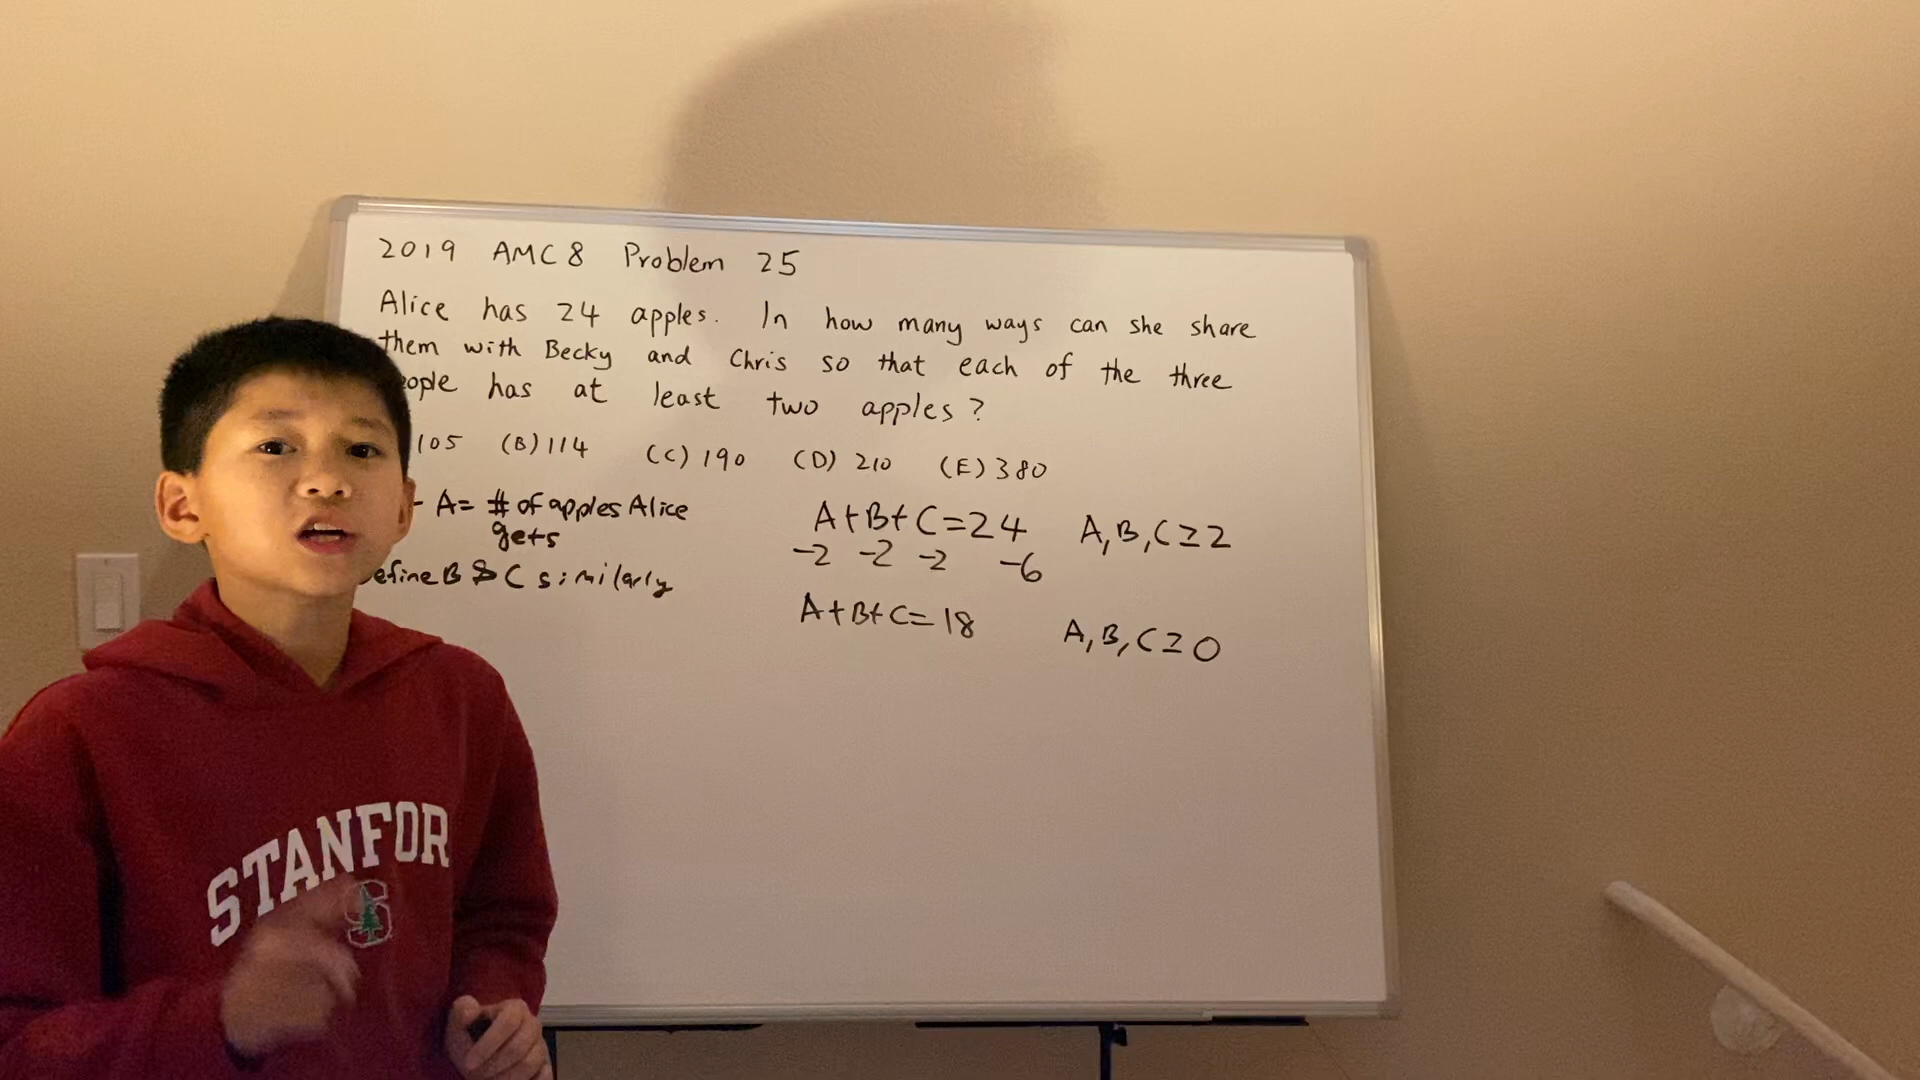 2019 AMC 8 Problem 25
Alice has 24 apples. In how many ways can she share
them with Becky and Chris so that each of the three
eople has at least two apples?
105 (B) 114 (C) 190 (D) 210 (E) 380
- A= # of apples Alice
gets
efine B & C similarly
A+B+C=24 A, B, C ≥ 2
-2 -2 -2 -6
A+B+C=18 A, B, C ≥ 0
STANFOR
S